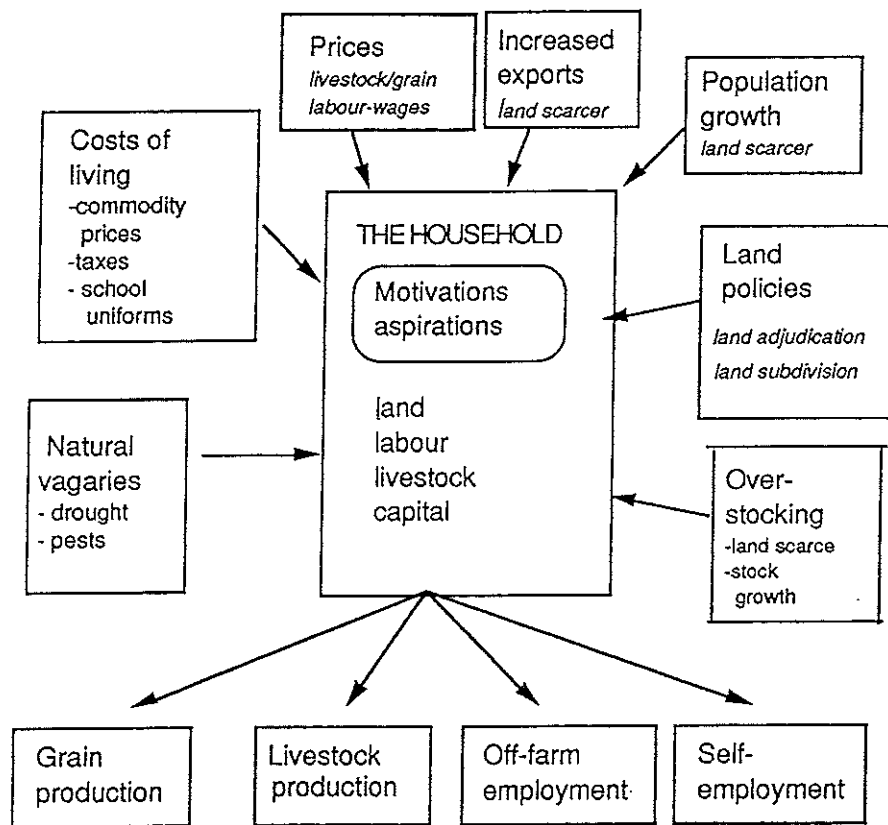 Prices
livestock/grain
labour-wages
Increased
exports
land scarcer
Population
growth
land scarcer
Costs of
living
-commodity
prices
-taxes
- school
uniforms
THE HOUSEHOLD
Motivations
aspirations
land
labour
livestock
capital
Land
policies
land adjudication
land subdivision
Natural
vagaries
- drought
- pests
Over-
stocking
-land scarce
-stock
growth
Grain
production
Livestock
production
Off-farm
employment
Self-
employment